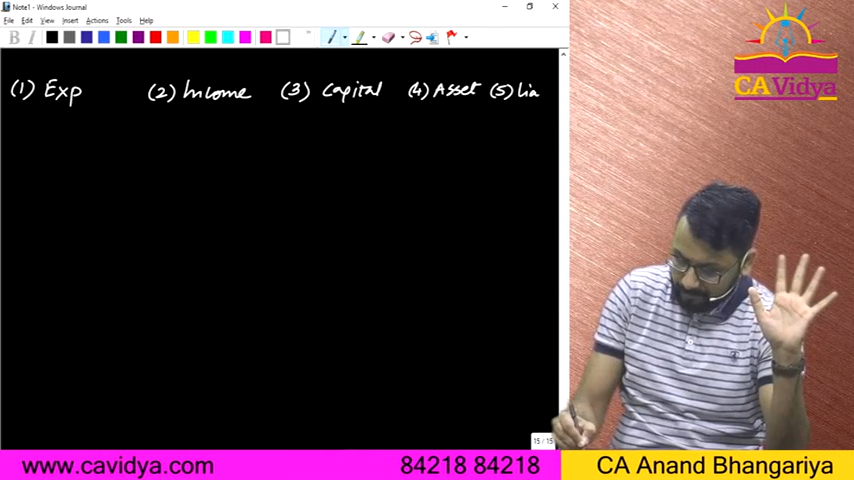 Note1 - Windows Journal
File Edit View Insert Actions Tools Help
B I
(1) Exp (2) Income (3) Capital (4) Asset (5) Lia
15 / 15
CA Vidya
www.cavidya.com 84218 84218 CA Anand Bhangariya